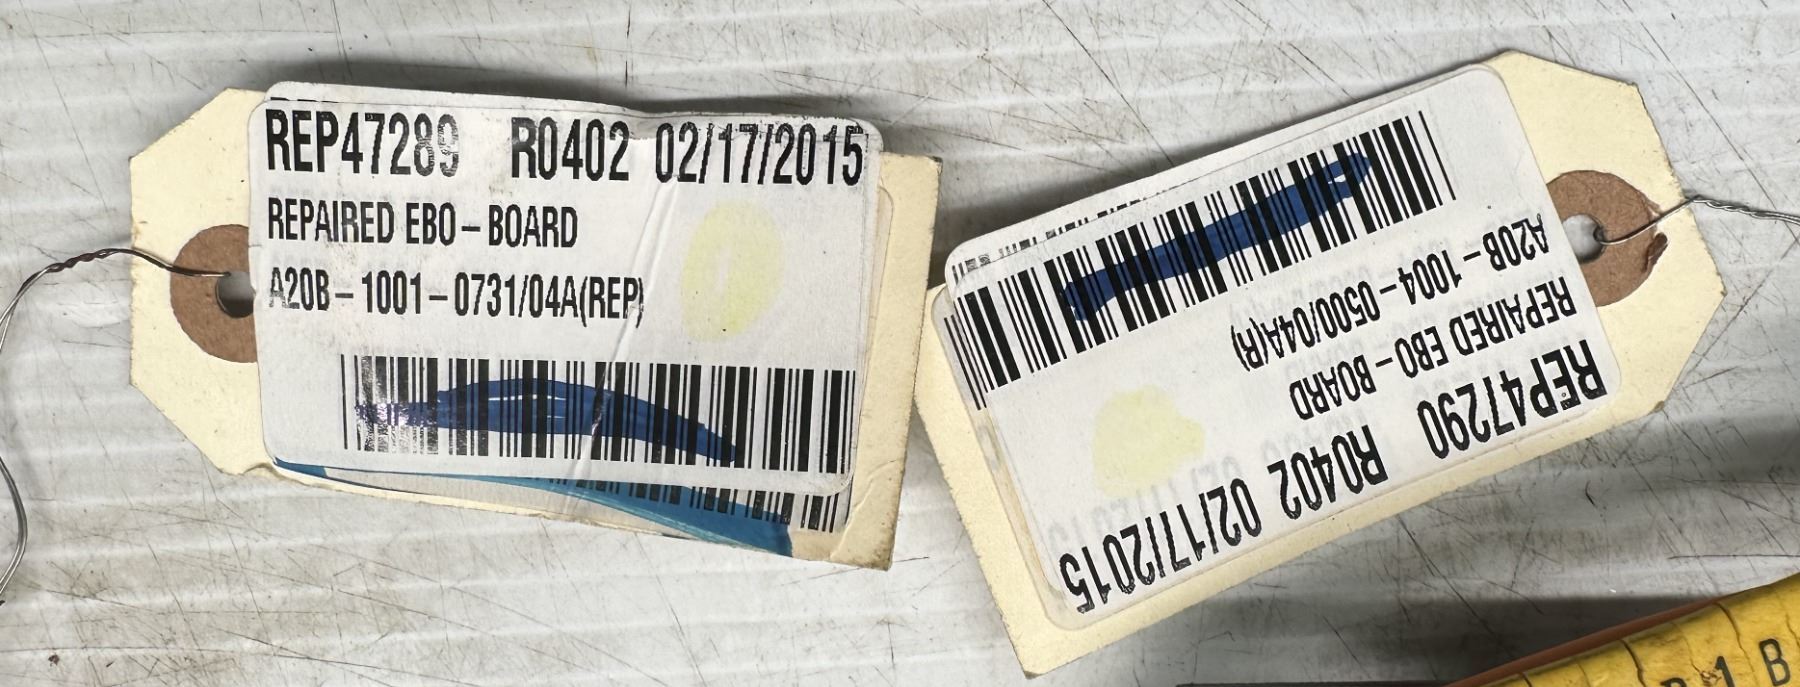 REP47289 R0402 02/17/2015
REPAIRED EBO-BOARD
A20B-1001-0731/04A(REP)
REP47290 R0402 02/17/2015
REPAIRED EBO-BOARD
A20B-1004-0500/04A(R)
1 B